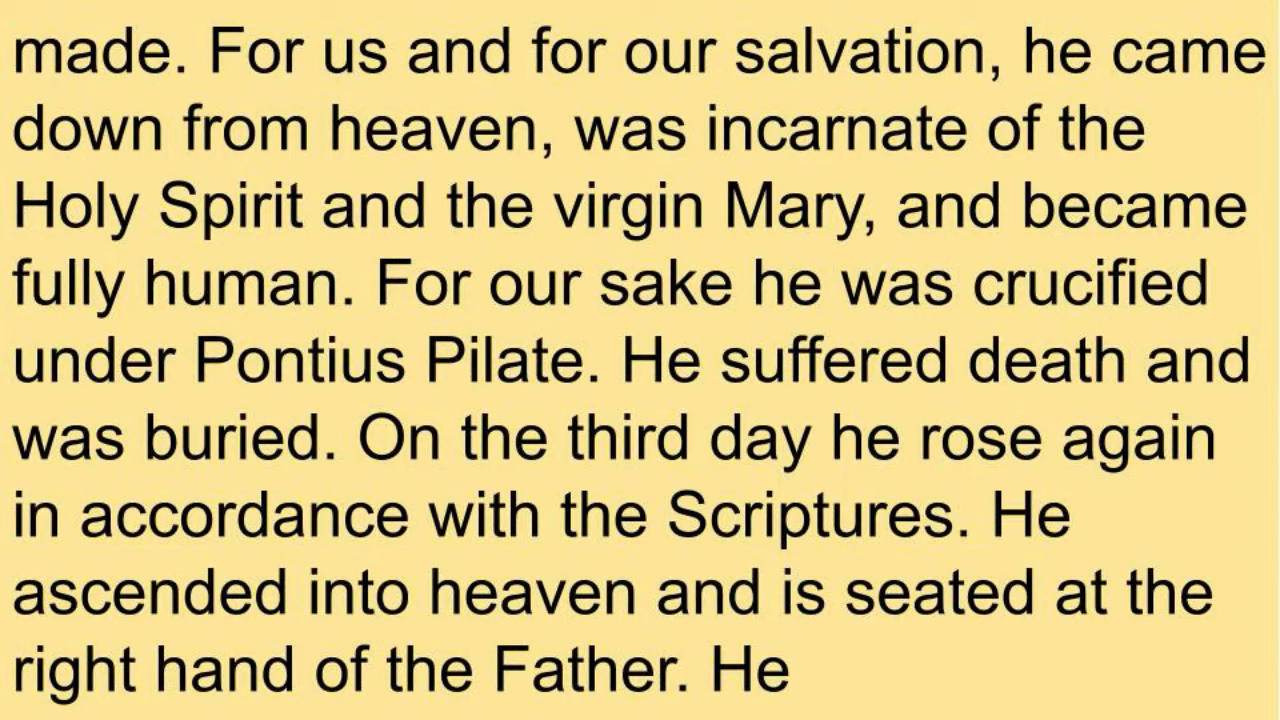 made. For us and for our salvation, he came
down from heaven, was incarnate of the
Holy Spirit and the virgin Mary, and became
fully human. For our sake he was crucified
under Pontius Pilate. He suffered death and
was buried. On the third day he rose again
in accordance with the Scriptures. He
ascended into heaven and is seated at the
right hand of the Father. He